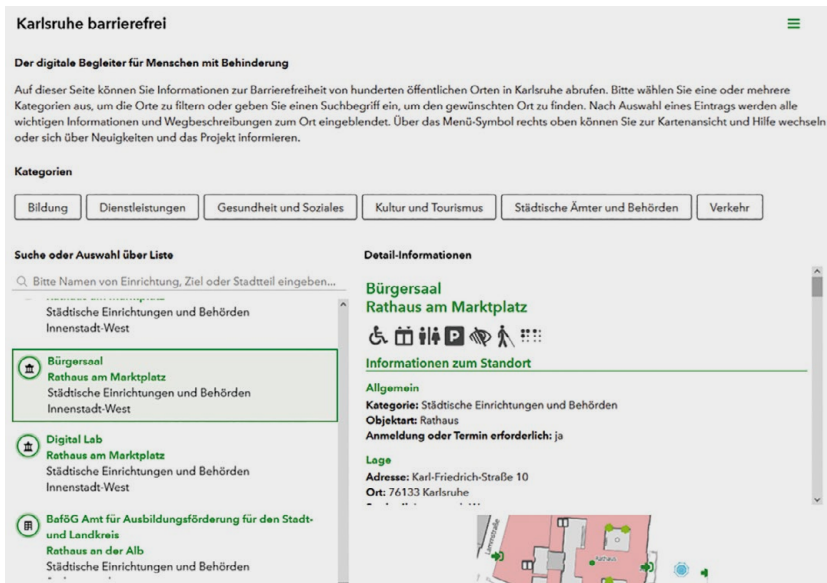 Karlsruhe barrierefrei
Der digitale Begleiter für Menschen mit Behinderung
Auf dieser Seite können Sie Informationen zur Barrierefreiheit von hunderten öffentlichen Orten in Karlsruhe abrufen. Bitte wählen Sie eine oder mehrere
Kategorien aus, um die Orte zu filtern oder geben Sie einen Suchbegriff ein, um den gewünschten Ort zu finden. Nach Auswahl eines Eintrags werden alle
wichtigen Informationen und Wegbeschreibungen zum Ort eingeblendet. Über das Menü-Symbol rechts oben können Sie zur Kartenansicht und Hilfe wechseln
oder sich über Neuigkeiten und das Projekt informieren.
Kategorien
Bildung
Dienstleistungen
Gesundheit und Soziales
Kultur und Tourismus
Städtische Ämter und Behörden
Verkehr
Suche oder Auswahl über Liste
Bitte Namen von Einrichtung, Ziel oder Stadtteil eingeben...
Städtische Einrichtungen und Behörden
Innenstadt-West
Bürgersaal
Rathaus am Marktplatz
Städtische Einrichtungen und Behörden
Innenstadt-West
Digital Lab
Rathaus am Marktplatz
Städtische Einrichtungen und Behörden
Innenstadt-West
BaföG Amt für Ausbildungsförderung für den Stadt-
und Landkreis
Rathaus an der Alb
Städtische Einrichtungen und Behörden
Detail-Informationen
Bürgersaal
Rathaus am Marktplatz
P
Informationen zum Standort
Allgemein
Kategorie: Städtische Einrichtungen und Behörden
Objektart: Rathaus
Anmeldung oder Termin erforderlich: ja
Lage
Adresse: Karl-Friedrich-Straße 10
Ort: 76133 Karlsruhe
Lammstraße
Rathaus